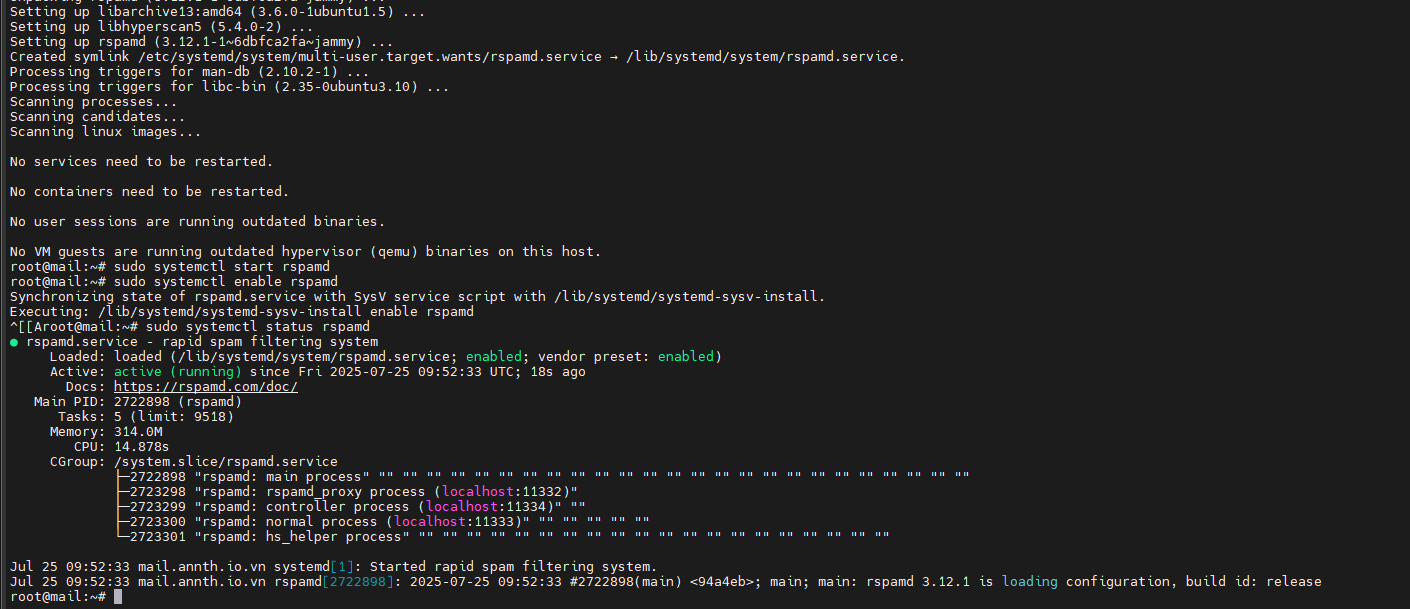 Setting up libarchive13:amd64 (3.6.0-1ubuntu1.5) ...
Setting up libhyperscan5 (5.4.0-2) ...
Setting up rspamd (3.12.1-1~6dbfca2fa~jammy) ...
Created symlink /etc/systemd/system/multi-user.target.wants/rspamd.service → /lib/systemd/system/rspamd.service.
Processing triggers for man-db (2.10.2-1) ...
Processing triggers for libc-bin (2.35-0ubuntu3.10) ...
Scanning processes...
Scanning candidates...
Scanning linux images...
No services need to be restarted.
No containers need to be restarted.
No user sessions are running outdated binaries.
No VM guests are running outdated hypervisor (qemu) binaries on this host.
root@mail:~# sudo systemctl start rspamd
root@mail:~# sudo systemctl enable rspamd
Synchronizing state of rspamd.service with SysV service script with /lib/systemd/systemd-sysv-install.
Executing: /lib/systemd/systemd-sysv-install enable rspamd
^[[Aroot@mail:~# sudo systemctl status rspamd
● rspamd.service - rapid spam filtering system
Loaded: loaded (/lib/systemd/system/rspamd.service; enabled; vendor preset: enabled)
Active: active (running) since Fri 2025-07-25 09:52:33 UTC; 18s ago
Docs: https://rspamd.com/doc/
Main PID: 2722898 (rspamd)
Tasks: 5 (limit: 9518)
Memory: 314.0M
CPU: 14.878s
CGroup: /system.slice/rspamd.service
├─2722898 "rspamd: main process" "" "" "" "" "" "" "" "" "" "" "" "" "" "" "" "" "" "" "" "" "" "" "" "" ""
├─2723298 "rspamd: rspamd_proxy process (localhost:11332)"
├─2723299 "rspamd: controller process (localhost:11334)" ""
├─2723300 "rspamd: normal process (localhost:11333)" "" "" "" "" ""
└─2723301 "rspamd: hs_helper process" "" "" "" "" "" "" "" "" "" "" "" "" "" "" "" "" "" "" "" ""
Jul 25 09:52:33 mail.annth.io.vn systemd[1]: Started rapid spam filtering system.
Jul 25 09:52:33 mail.annth.io.vn rspamd[2722898]: 2025-07-25 09:52:33 #2722898(main) <94a4eb>; main; main: rspamd 3.12.1 is loading configuration, build id: release
root@mail:~#